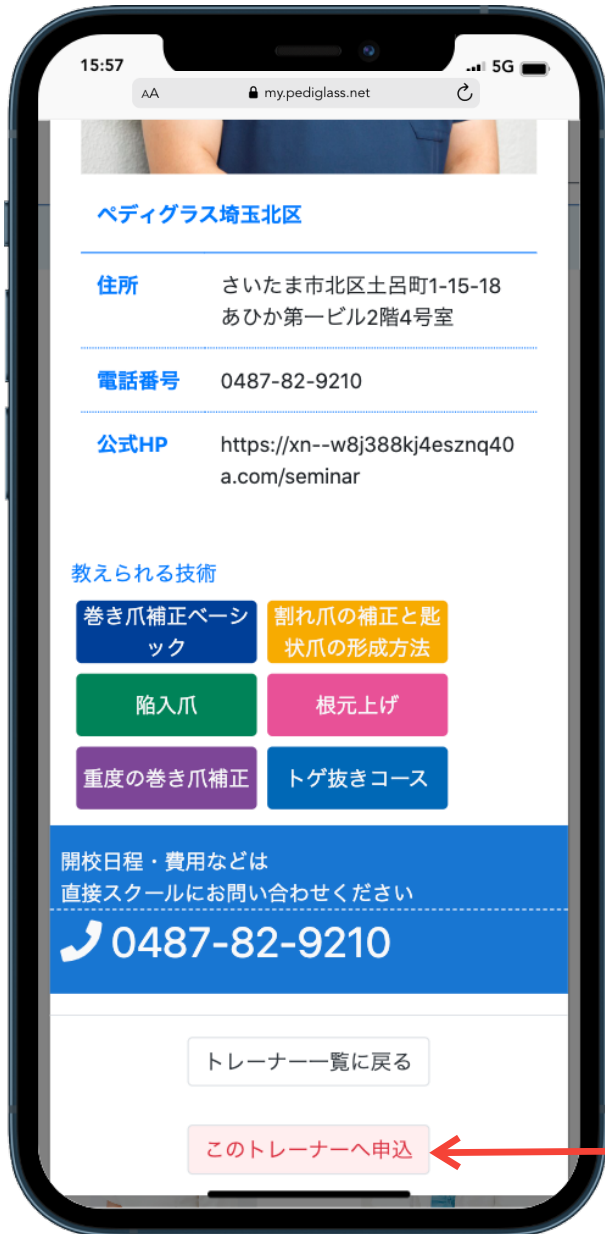 15:57
5G
AA
my.pediglass.net
ペディグラス埼玉北区
住所
さいたま市北区土呂町1-15-18
あひか第一ビル2階4号室
電話番号
0487-82-9210
公式HP
https://xn--w8j388kj4esznq40
a.com/seminar
教えられる技術
巻き爪補正ベーシ
ック
割れ爪の補正と匙
状爪の形成方法
陥入爪
根元上げ
重度の巻き爪補正
トゲ抜きコース
開校日程・費用などは
直接スクールにお問い合わせください
0487-82-9210
トレーナー一覧に戻る
このトレーナーへ申込